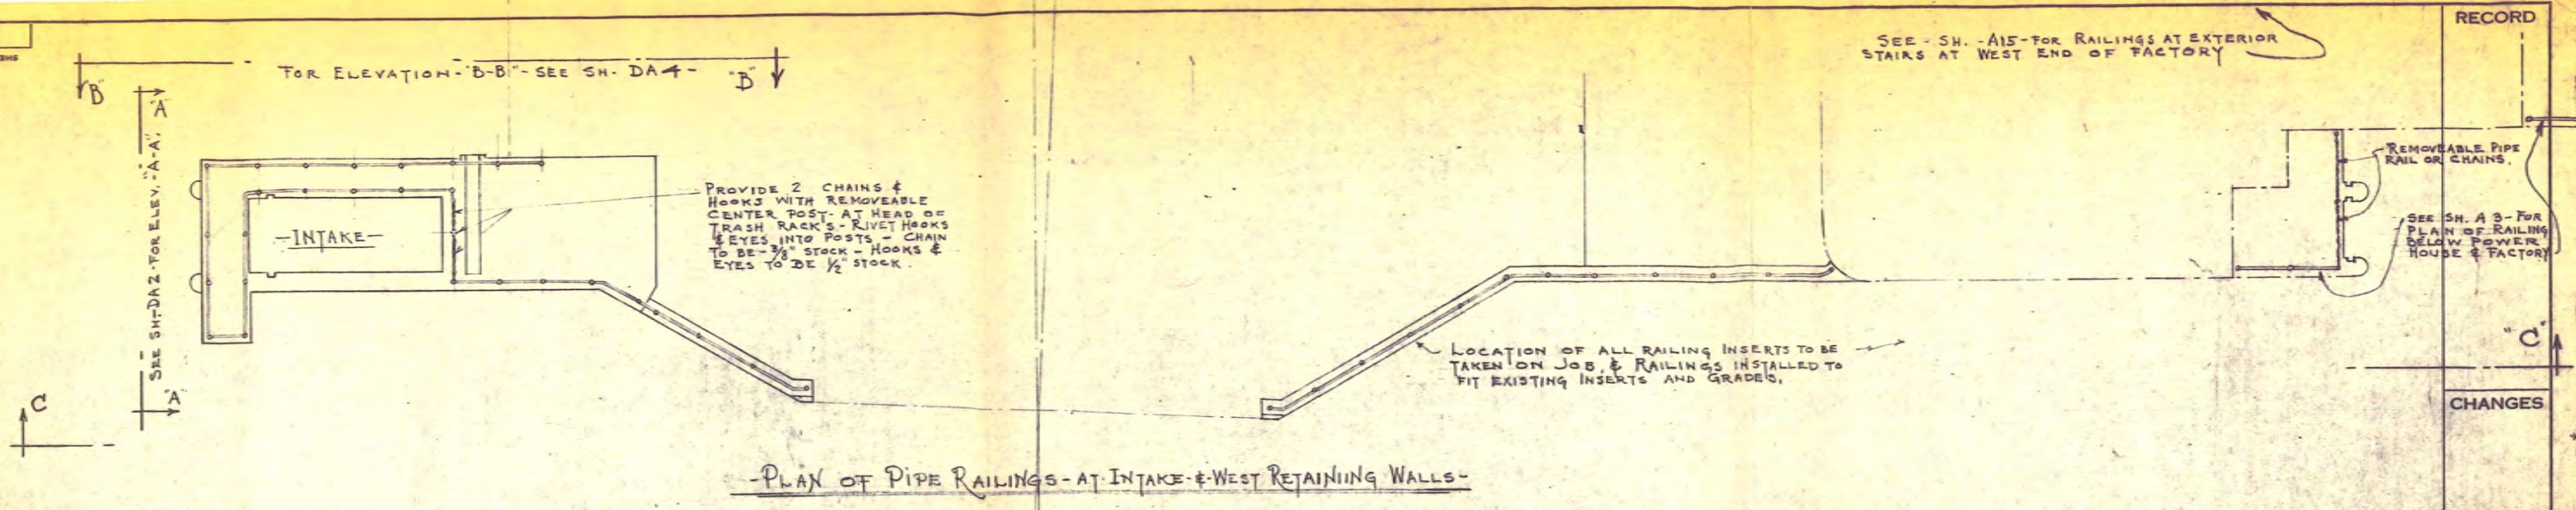 RECORD
SEE - SH. - A15 - FOR RAILINGS AT EXTERIOR
STAIRS AT WEST END OF FACTORY
FOR ELEVATION - "B-B" - SEE SH - DA 4 -
"B"
"B"
"A"
SEE SH-DA2-FOR ELEV. "A-A".
"A"
C
-INTAKE-
PROVIDE 2 CHAINS &
HOOKS WITH REMOVEABLE
CENTER POST - AT HEAD OF
TRASH RACK'S - RIVET HOOKS
& EYES INTO POSTS - CHAIN
TO BE - 3/8" STOCK - HOOKS &
EYES TO BE 1/2" STOCK.
REMOVEABLE PIPE
RAIL OR CHAINS.
SEE SH. A 3 - FOR
PLAN OF RAILING
BELOW POWER
HOUSE & FACTORY
LOCATION OF ALL RAILING INSERTS TO BE
TAKEN ON JOB, & RAILINGS INSTALLED TO
FIT EXISTING INSERTS AND GRADES.
"C"
CHANGES
-PLAN OF PIPE RAILINGS - AT INTAKE - & - WEST RETAINIING WALLS-